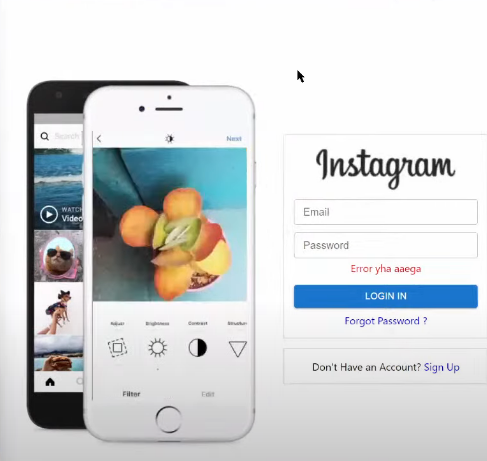 Search
Next
WATCH
Video
Adjust
Brightness
Contrast
Structure
Filter
Edit
Instagram
Email
Password
Error yha aaega
LOGIN IN
Forgot Password ?
Don't Have an Account? Sign Up